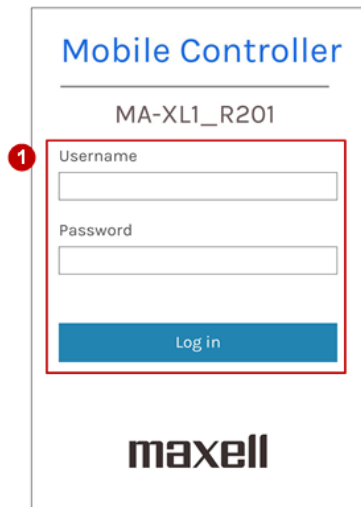 Mobile Controller
MA-XL1_R201
1
Username
Password
Log in
maxell